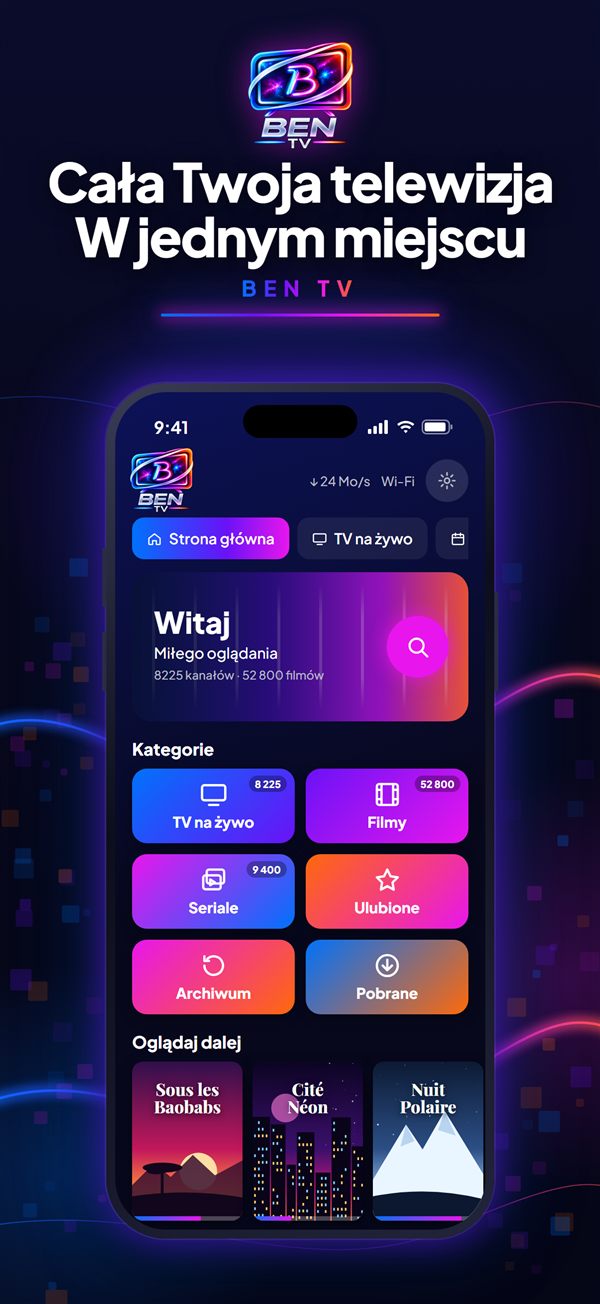 B
BEN
TV
Cała Twoja telewizja
W jednym miejscu
BEN TV
9:41
B
BEN
TV
↓24 Mo/s Wi-Fi
Strona główna
TV na żywo
Witaj
Miłego oglądania
8225 kanałów · 52 800 filmów
Kategorie
8 225
TV na żywo
52 800
Filmy
9 400
Seriale
Ulubione
Archiwum
Pobrane
Oglądaj dalej
Sous les
Baobabs
Cité
Néon
Nuit
Polaire